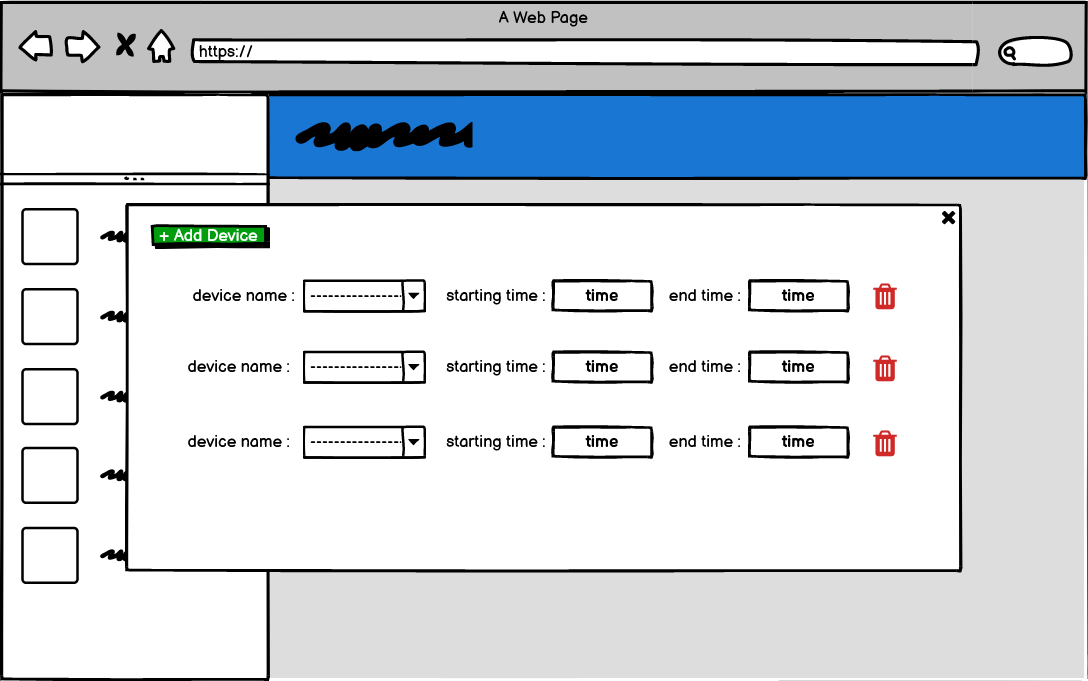 A Web Page
https://
+ Add Device
device name : ---------------- starting time : time end time : time
device name : ---------------- starting time : time end time : time
device name : ---------------- starting time : time end time : time